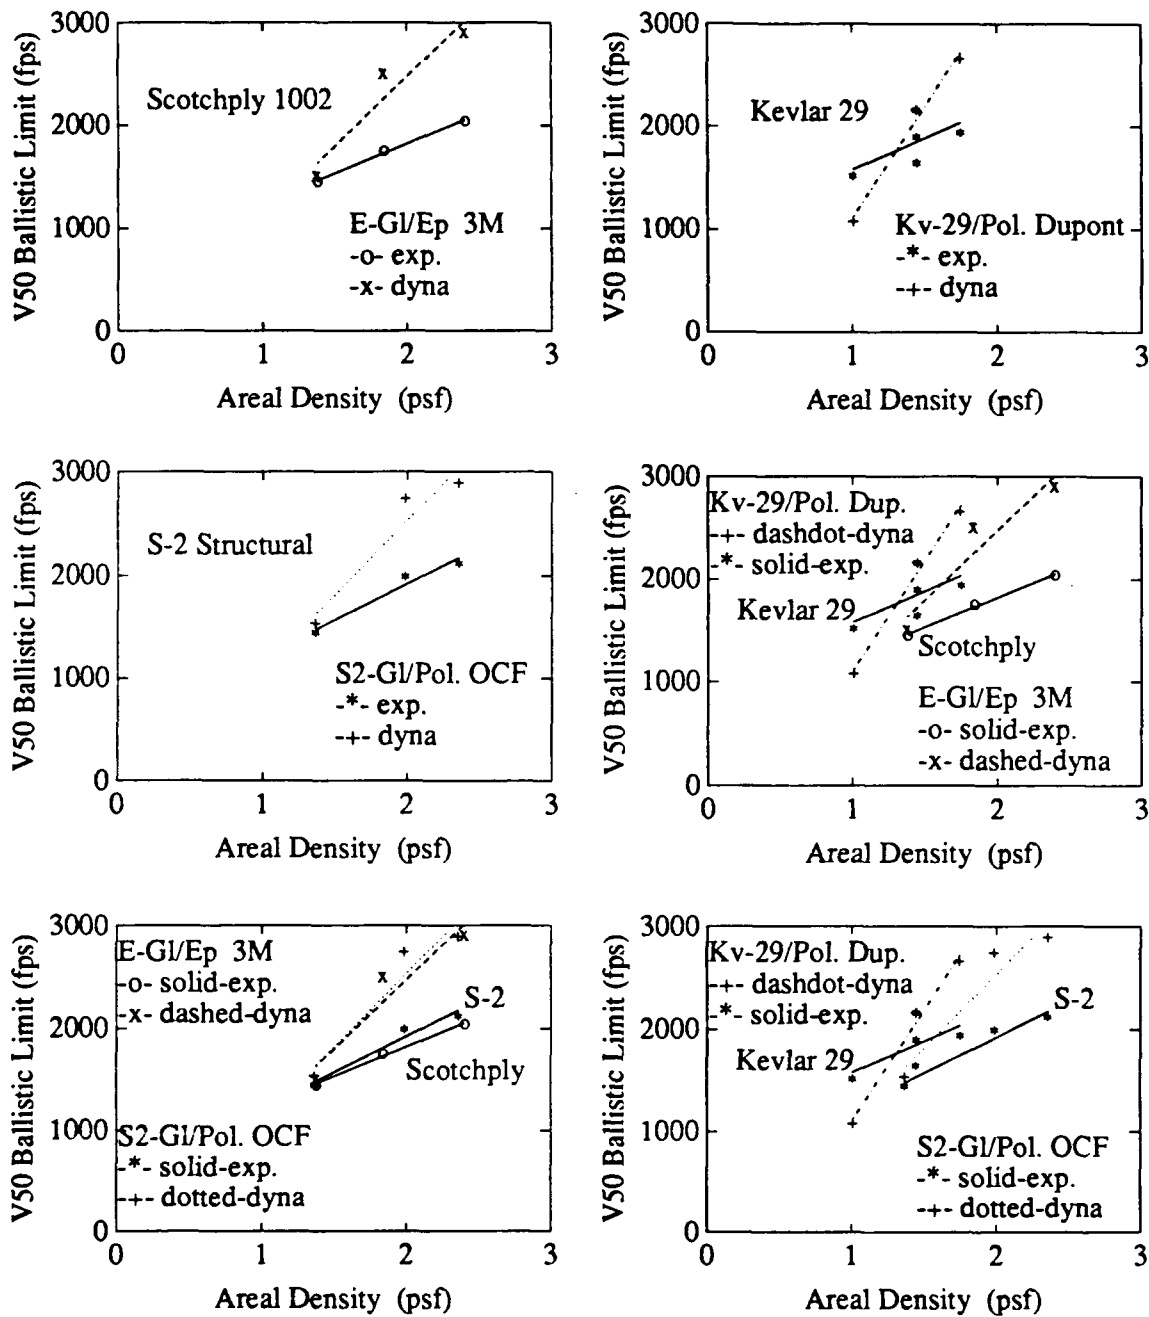 3000
2000
1000
0
0 1 2 3
V50 Ballistic Limit (fps)
Areal Density (psf)
Scotchply 1002
E-Gl/Ep 3M
-o- exp.
-x- dyna
3000
2000
1000
0
0 1 2 3
V50 Ballistic Limit (fps)
Areal Density (psf)
Kevlar 29
Kv-29/Pol. Dupont
-*- exp.
-+- dyna
3000
2000
1000
0
0 1 2 3
V50 Ballistic Limit (fps)
Areal Density (psf)
S-2 Structural
S2-Gl/Pol. OCF
-*- exp.
-+- dyna
3000
2000
1000
0
0 1 2 3
V50 Ballistic Limit (fps)
Areal Density (psf)
Kv-29/Pol. Dup.
-+- dashdot-dyna
-*- solid-exp.
Kevlar 29
Scotchply
E-Gl/Ep 3M
-o- solid-exp.
-x- dashed-dyna
3000
2000
1000
0
0 1 2 3
V50 Ballistic Limit (fps)
Areal Density (psf)
E-Gl/Ep 3M
-o- solid-exp.
-x- dashed-dyna
S-2
Scotchply
S2-Gl/Pol. OCF
-*- solid-exp.
-+- dotted-dyna
3000
2000
1000
0
0 1 2 3
V50 Ballistic Limit (fps)
Areal Density (psf)
Kv-29/Pol. Dup.
-+- dashdot-dyna
-*- solid-exp.
S-2
Kevlar 29
S2-Gl/Pol. OCF
-*- solid-exp.
-+- dotted-dyna